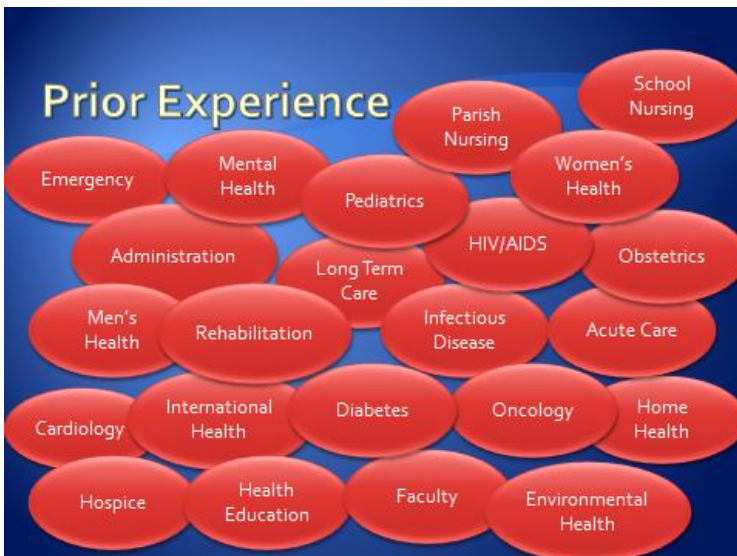 Prior Experience
School
Nursing
Parish
Nursing
Emergency
Mental
Health
Pediatrics
Women's
Health
Administration
Long Term
Care
HIV/AIDS
Obstetrics
Men's
Health
Rehabilitation
Infectious
Disease
Acute Care
Cardiology
International
Health
Diabetes
Oncology
Home
Health
Hospice
Health
Education
Faculty
Environmental
Health